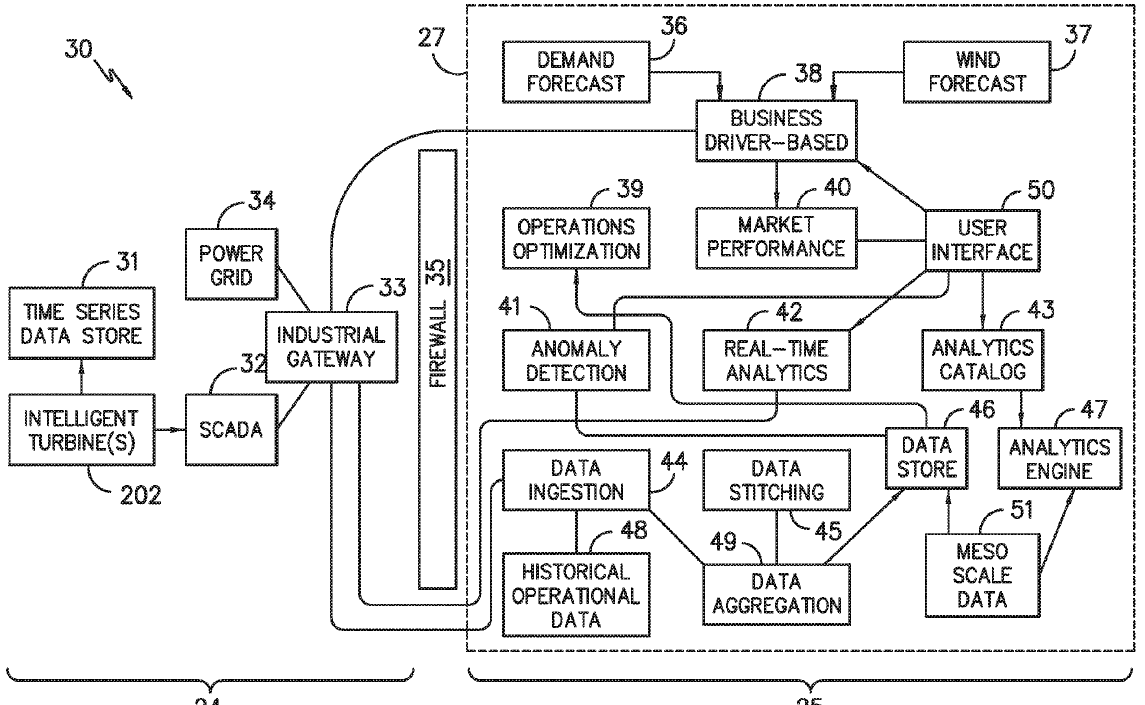 30
27
36
37
DEMAND
FORECAST
WIND
FORECAST
38
BUSINESS
DRIVER-BASED
34
POWER
GRID
39
OPERATIONS
OPTIMIZATION
40
MARKET
PERFORMANCE
50
USER
INTERFACE
31
TIME SERIES
DATA STORE
33
INDUSTRIAL
GATEWAY
FIREWALL 35
41
ANOMALY
DETECTION
42
REAL-TIME
ANALYTICS
43
ANALYTICS
CATALOG
32
INTELLIGENT
TURBINE(S)
202
SCADA
46
DATA
STORE
47
ANALYTICS
ENGINE
DATA
INGESTION
44
DATA
STITCHING
45
48
HISTORICAL
OPERATIONAL
DATA
49
DATA
AGGREGATION
51
MESO
SCALE
DATA